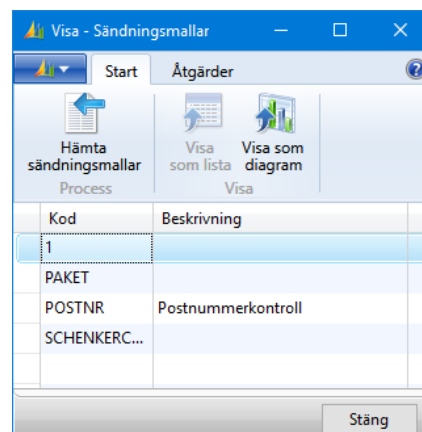 Visa - Sändningsmallar
Start Åtgärder
Hämta sändningsmallar
Visa som lista
Visa som diagram
Process
Visa
Kod Beskrivning
1
PAKET
POSTNR Postnummerkontroll
SCHENKERC...
Stäng